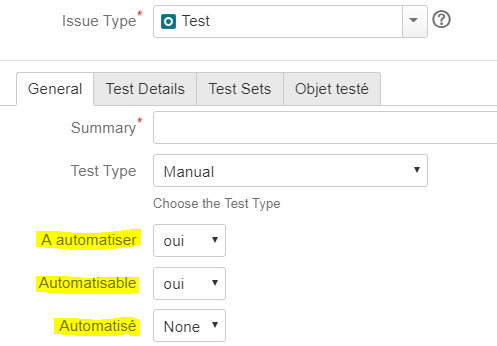 Issue Type* Test
General Test Details Test Sets Objet testé
Summary*
Test Type Manual
Choose the Test Type
A automatiser oui
Automatisable oui
Automatisé None